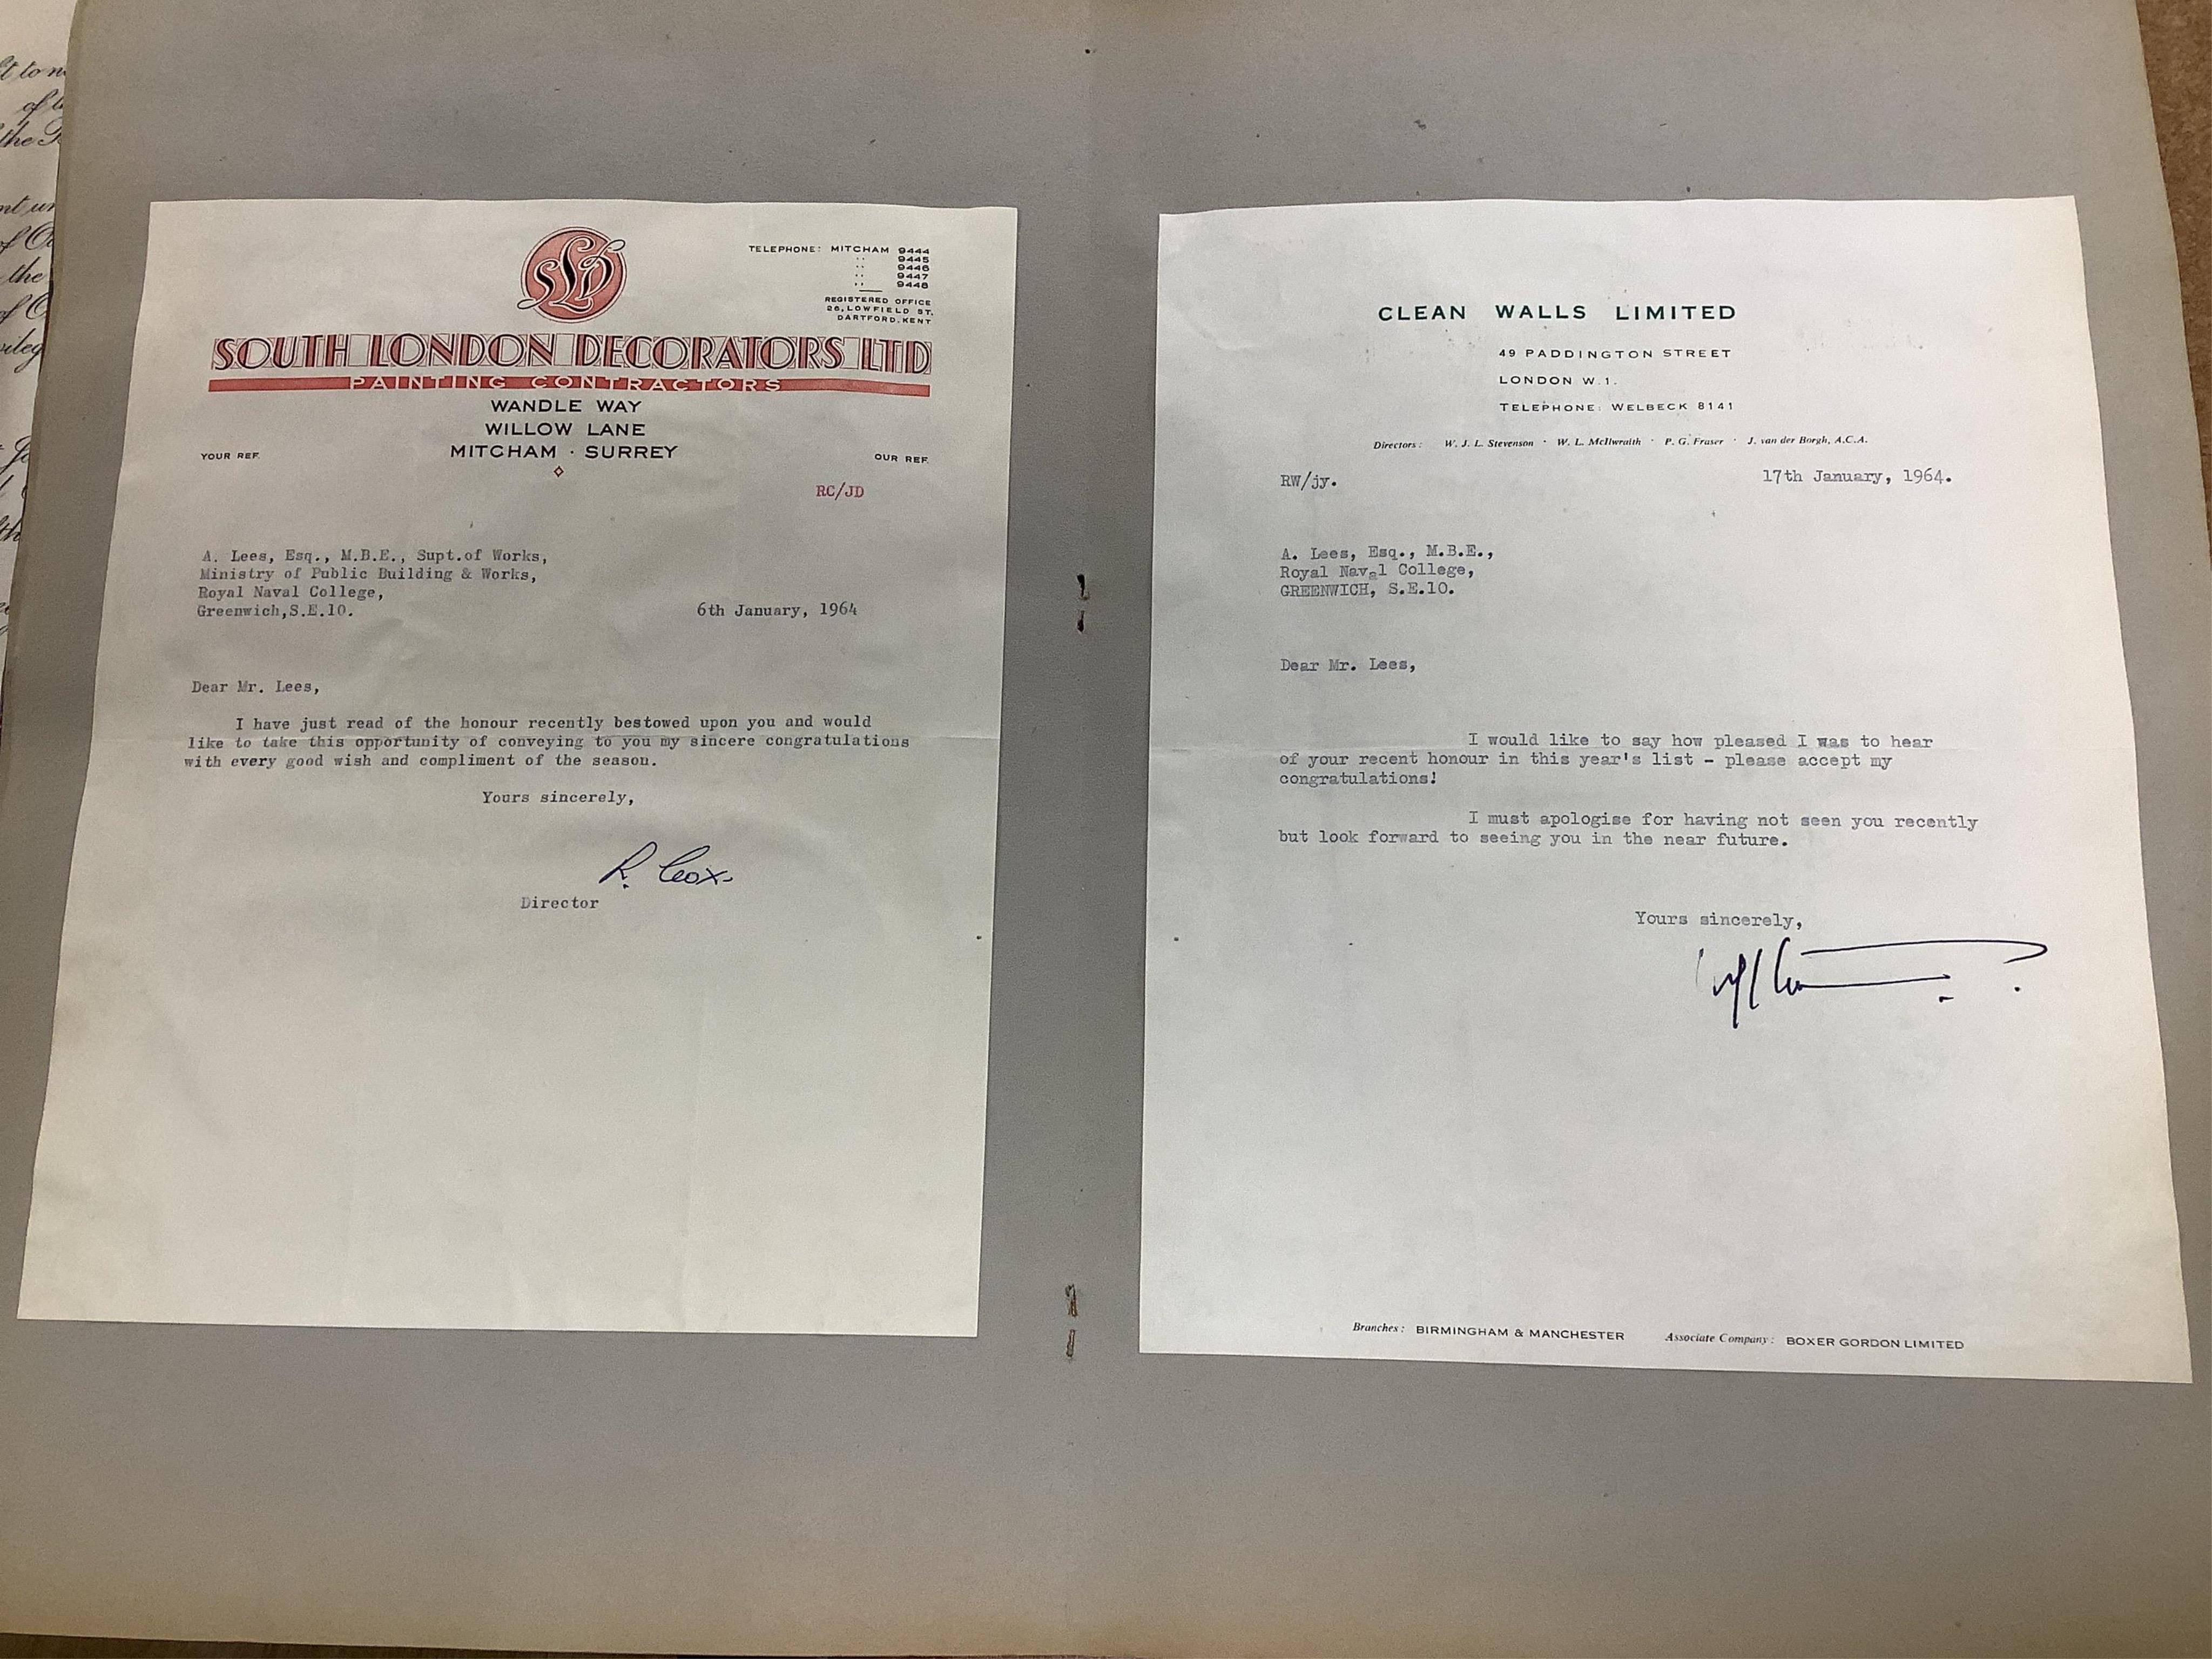 SLD
TELEPHONE: MITCHAM 9444
9445
9446
9447
9448
REGISTERED OFFICE
26, LOWFIELD ST.
DARTFORD, KENT
SOUTH LONDON DECORATORS LTD
PAINTING CONTRACTORS
WANDLE WAY
WILLOW LANE
MITCHAM · SURREY
YOUR REF.
OUR REF.
RC/JD
A. Lees, Esq., M.B.E., Supt.of Works,
Ministry of Public Building & Works,
Royal Naval College,
Greenwich,S.E.10.
6th January, 1964
Dear Mr. Lees,
I have just read of the honour recently bestowed upon you and would
like to take this opportunity of conveying to you my sincere congratulations
with every good wish and compliment of the season.
Yours sincerely,
R. Cox.
Director
CLEAN WALLS LIMITED
49 PADDINGTON STREET
LONDON W.1.
TELEPHONE: WELBECK 8141
Directors: W. J. L. Stevenson · W. L. McIlwraith · P. G. Fraser · J. van der Borgh, A.C.A.
RW/jy.
17th January, 1964.
A. Lees, Esq., M.B.E.,
Royal Naval College,
GREENWICH, S.E.10.
Dear Mr. Lees,
I would like to say how pleased I was to hear
of your recent honour in this year's list - please accept my
congratulations!
I must apologise for having not seen you recently
but look forward to seeing you in the near future.
Yours sincerely,
Branches: BIRMINGHAM & MANCHESTER Associate Company: BOXER GORDON LIMITED
of
the
the
of